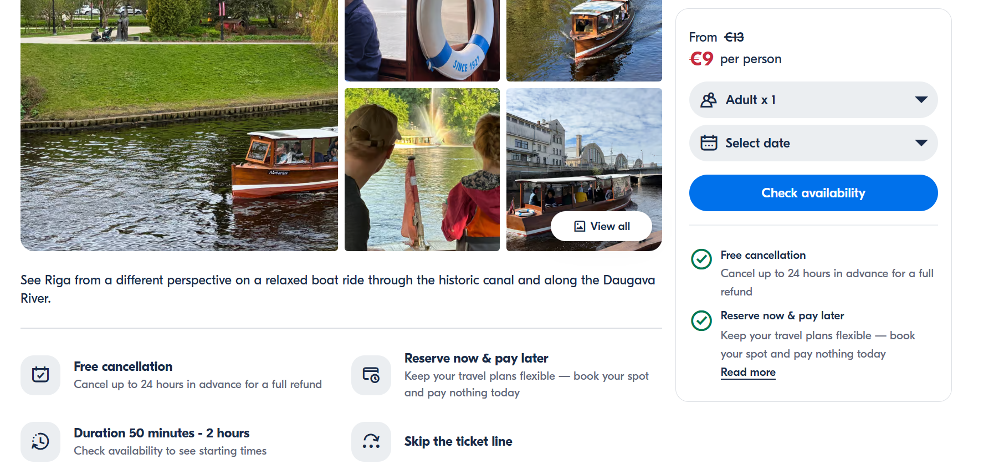 SINCE 1927
Notarius
View all
See Riga from a different perspective on a relaxed boat ride through the historic canal and along the Daugava
River.
Free cancellation
Cancel up to 24 hours in advance for a full refund
Reserve now & pay later
Keep your travel plans flexible — book your spot
and pay nothing today
Duration 50 minutes - 2 hours
Check availability to see starting times
Skip the ticket line
From €13
€9 per person
Adult x 1
Select date
Check availability
Free cancellation
Cancel up to 24 hours in advance for a full
refund
Reserve now & pay later
Keep your travel plans flexible — book
your spot and pay nothing today
Read more